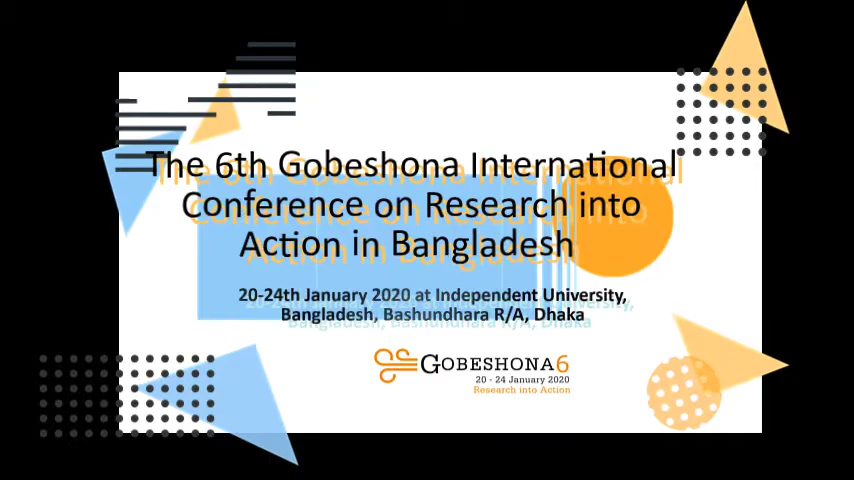 The 6th Gobeshona International
Conference on Research into
Action in Bangladesh
20-24th January 2020 at Independent University,
Bangladesh, Bashundhara R/A, Dhaka
GOBESHONA6
20 - 24 January 2020
Research into Action